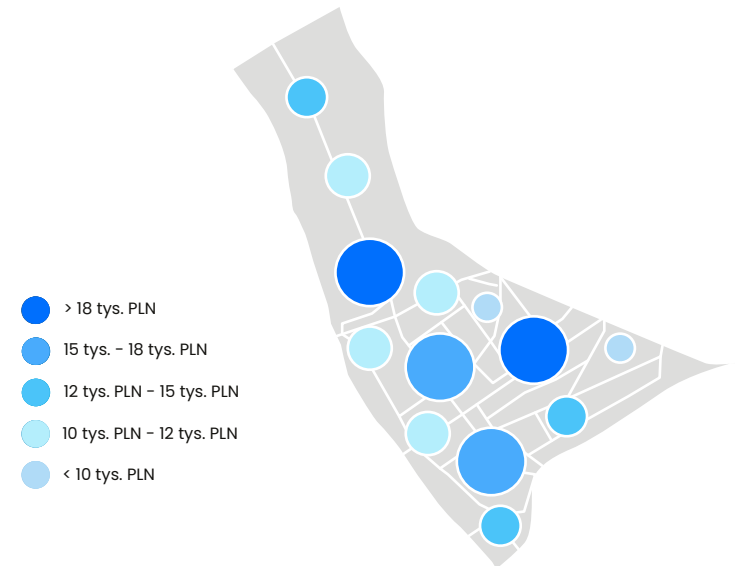 > 18 tys. PLN
15 tys. - 18 tys. PLN
12 tys. PLN - 15 tys. PLN
10 tys. PLN - 12 tys. PLN
< 10 tys. PLN